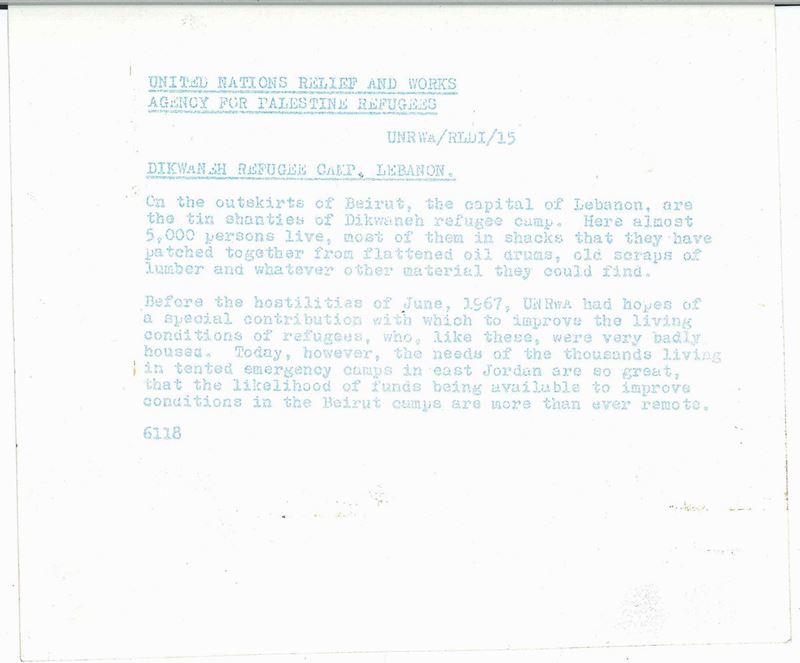 UNITED NATIONS RELIEF AND WORKS
AGENCY FOR PALESTINE REFUGEES
UNRWA/RLDI/15
DIKWANEH REFUGEE CAMP, LEBANON.
On the outskirts of Beirut, the capital of Lebanon, are
the tin shanties of Dikwaneh refugee camp. Here almost
5,000 persons live, most of them in shacks that they have
patched together from flattened oil drums, old scraps of
lumber and whatever other material they could find.
Before the hostilities of June, 1967, UNRWA had hopes of
a special contribution with which to improve the living
conditions of refugees, who, like these, were very badly
housed. Today, however, the needs of the thousands living
in tented emergency camps in east Jordan are so great,
that the likelihood of funds being available to improve
conditions in the Beirut camps are more than ever remote.
6118